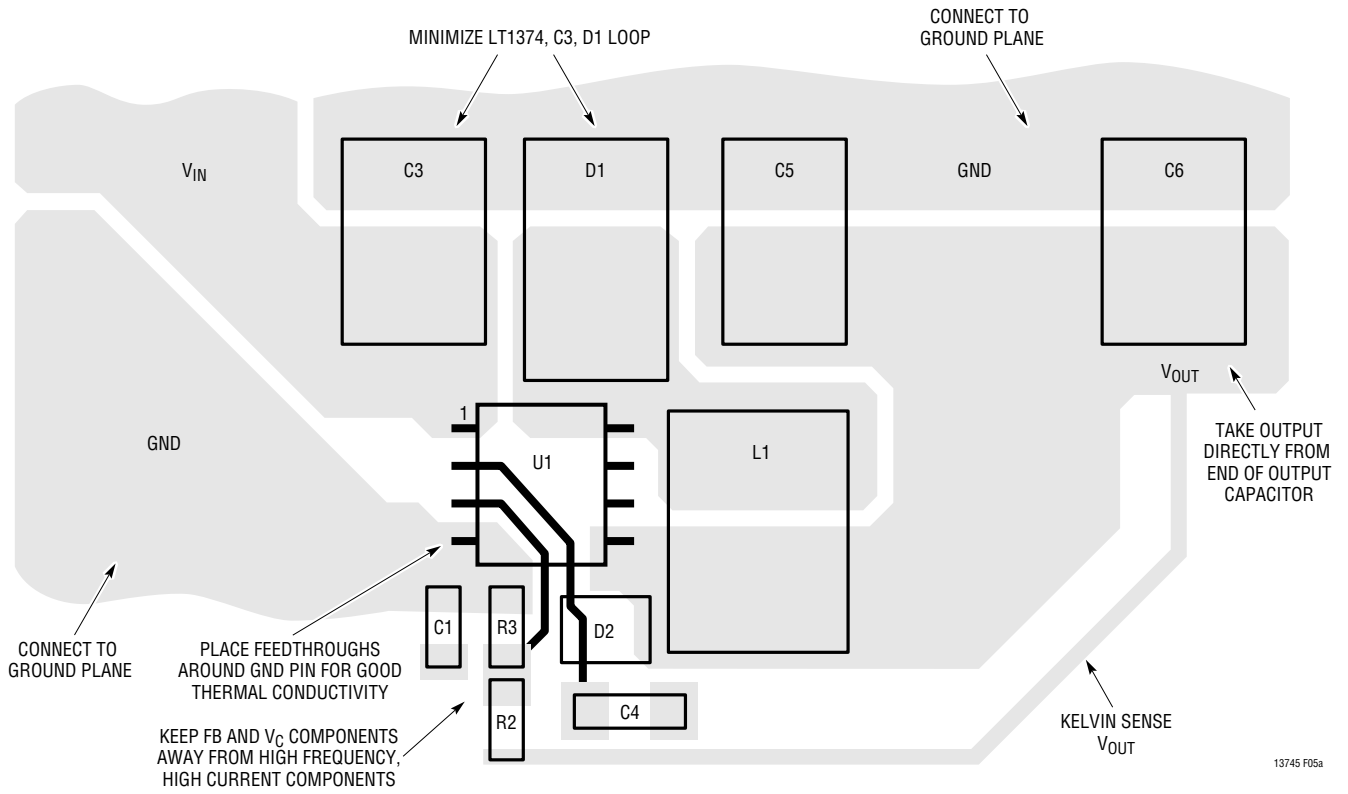 MINIMIZE LT1374, C3, D1 LOOP
CONNECT TO
GROUND PLANE
VIN
C3
D1
C5
GND
C6
VOUT
TAKE OUTPUT
DIRECTLY FROM
END OF OUTPUT
CAPACITOR
1
U1
L1
GND
CONNECT TO
GROUND PLANE
PLACE FEEDTHROUGHS
AROUND GND PIN FOR GOOD
THERMAL CONDUCTIVITY
C1
R3
D2
R2
C4
KEEP FB AND VC COMPONENTS
AWAY FROM HIGH FREQUENCY,
HIGH CURRENT COMPONENTS
KELVIN SENSE
VOUT
13745 F05a